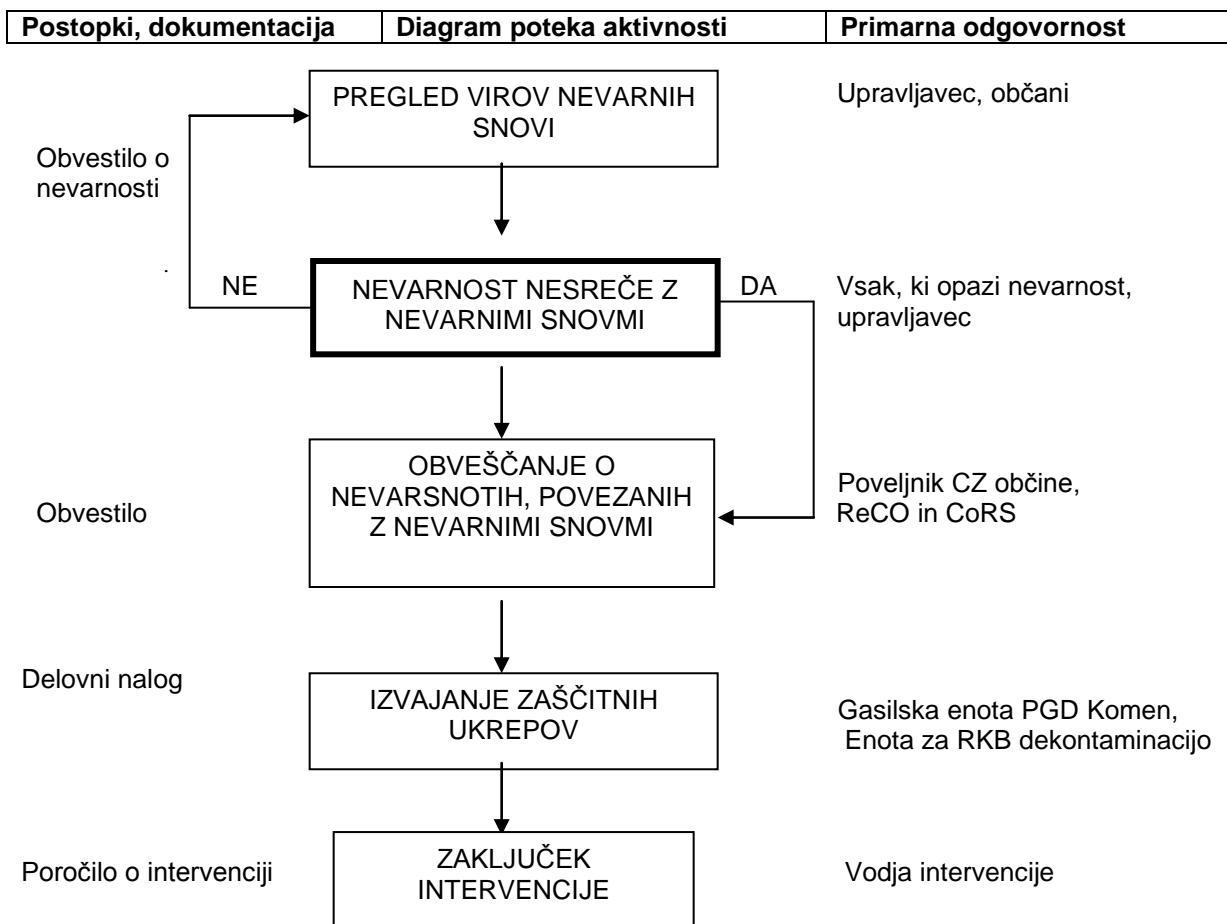 Postopki, dokumentacija
Diagram poteka aktivnosti
Primarna odgovornost
PREGLED VIROV NEVARNIH
SNOVI
Upravljavec, občani
Obvestilo o
nevarnosti
.
NE
NEVARNOST NESREČE Z
NEVARNIMI SNOVMI
DA
Vsak, ki opazi nevarnost,
upravljavec
Obvestilo
OBVEŠČANJE O
NEVARSNOTIH, POVEZANIH
Z NEVARNIMI SNOVMI
Poveljnik CZ občine,
ReCO in CoRS
Delovni nalog
IZVAJANJE ZAŠČITNIH
UKREPOV
Gasilska enota PGD Komen,
Enota za RKB dekontaminacijo
Poročilo o intervenciji
ZAKLJUČEK
INTERVENCIJE
Vodja intervencije